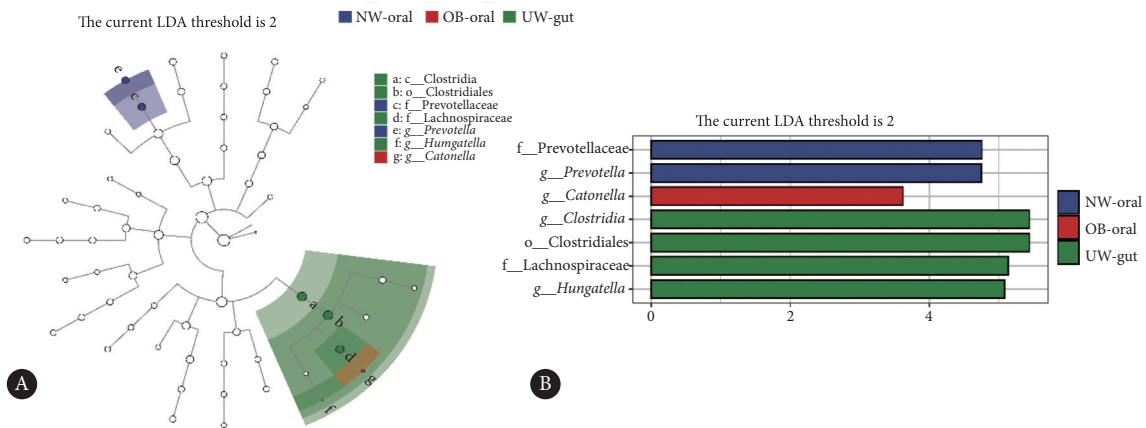 The current LDA threshold is 2
NW-oral OB-oral UW-gut
a: c__Clostridia
b: o__Clostridiales
c: f__Prevotellaceae
d: f__Lachnospiraceae
e: g__Prevotella
f: g__Humgatella
g: g__Catonella
e
c
a
b
d
g
f
A
The current LDA threshold is 2
f__Prevotellaceae
g__Prevotella
g__Catonella
g__Clostridia
o__Clostridiales
f__Lachnospiraceae
g__Hungatella
0 2 4
NW-oral
OB-oral
UW-gut
B